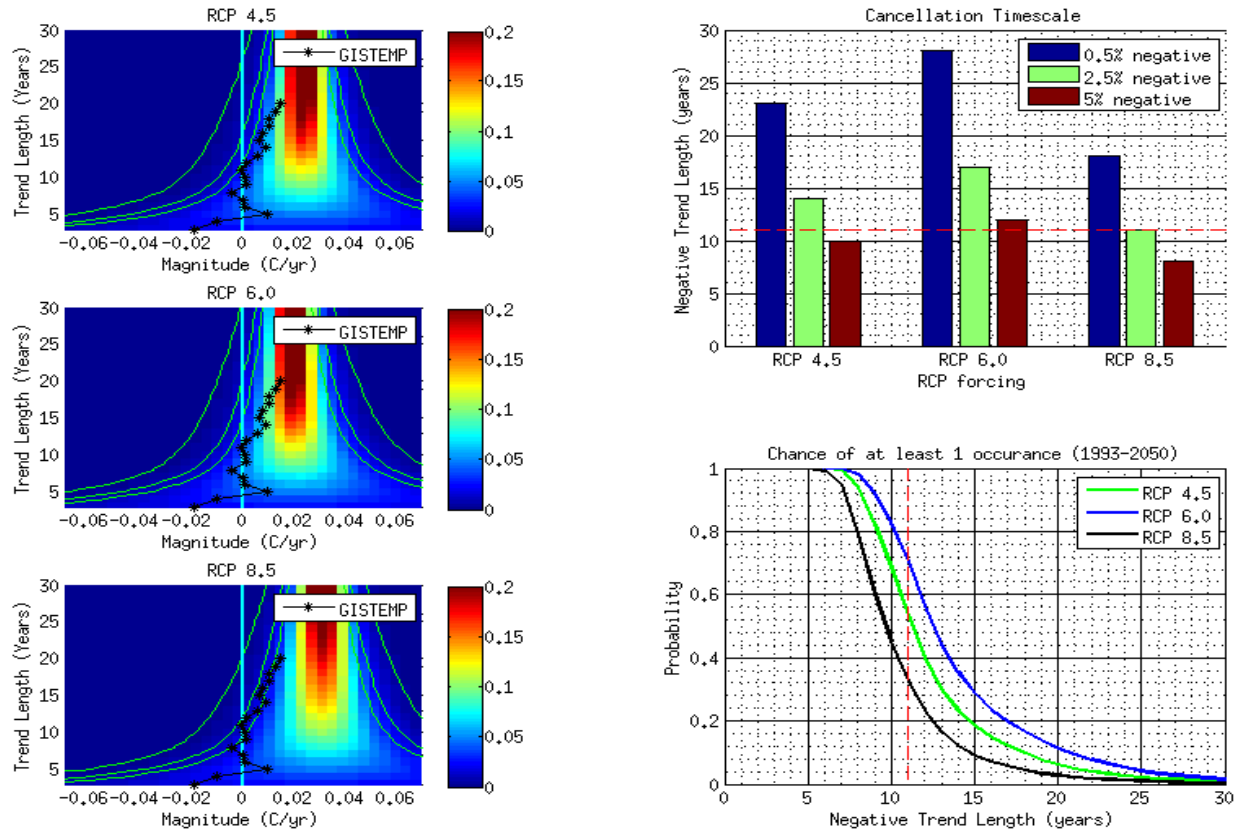 RCP 4.5
30
25
20
15
10
5
Trend Length (Years)
GISTEMP
0.2
0.15
0.1
0.05
0
−0.06 −0.04 −0.02 0 0.02 0.04 0.06
Magnitude (C/yr)
RCP 6.0
30
25
20
15
10
5
Trend Length (Years)
GISTEMP
0.2
0.15
0.1
0.05
0
−0.06 −0.04 −0.02 0 0.02 0.04 0.06
Magnitude (C/yr)
RCP 8.5
30
25
20
15
10
5
Trend Length (Years)
GISTEMP
0.2
0.15
0.1
0.05
0
−0.06 −0.04 −0.02 0 0.02 0.04 0.06
Magnitude (C/yr)
Cancellation Timescale
30
25
20
15
10
5
0
Negative Trend Length (years)
0.5% negative
2.5% negative
5% negative
RCP 4.5 RCP 6.0 RCP 8.5
RCP forcing
Chance of at least 1 occurance (1993−2050)
1
0.8
0.6
0.4
0.2
0
Probability
RCP 4.5
RCP 6.0
RCP 8.5
0 5 10 15 20 25 30
Negative Trend Length (years)